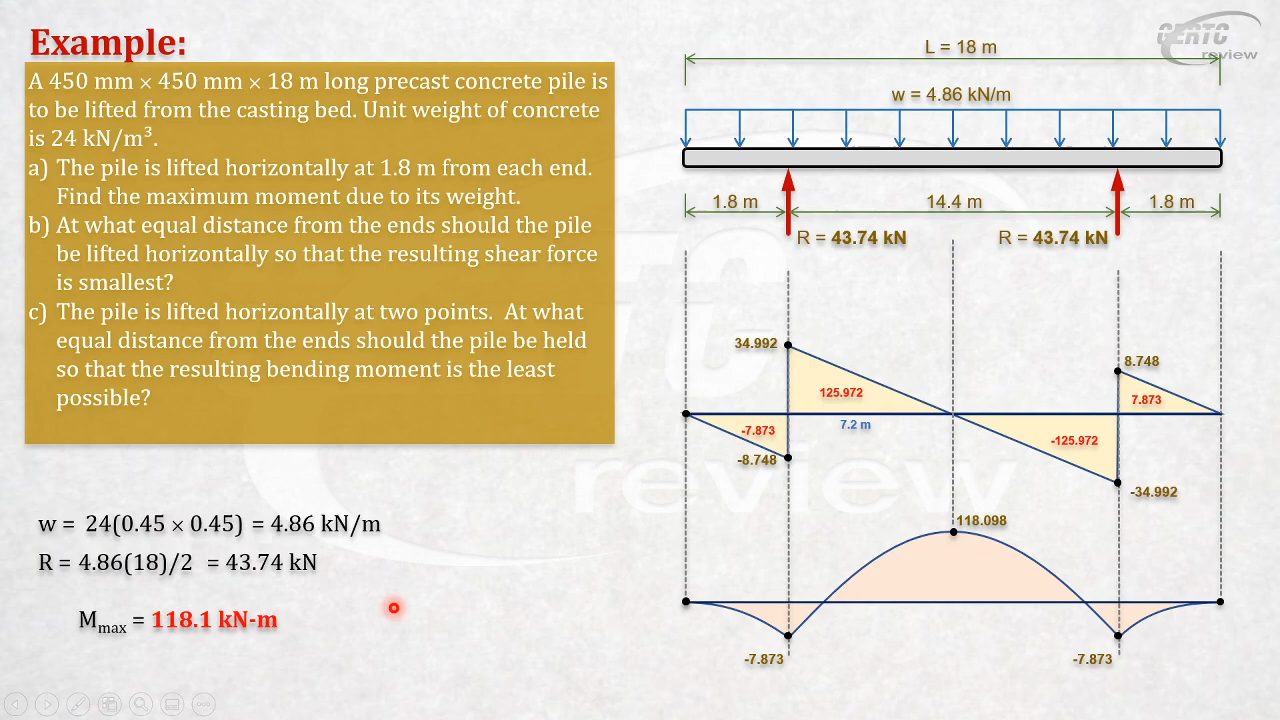 Example:
A 450 mm × 450 mm × 18 m long precast concrete pile is
to be lifted from the casting bed. Unit weight of concrete
is 24 kN/m³.
a) The pile is lifted horizontally at 1.8 m from each end.
Find the maximum moment due to its weight.
b) At what equal distance from the ends should the pile
be lifted horizontally so that the resulting shear force
is smallest?
c) The pile is lifted horizontally at two points. At what
equal distance from the ends should the pile be held
so that the resulting bending moment is the least
possible?
w = 24(0.45 × 0.45) = 4.86 kN/m
R = 4.86(18)/2 = 43.74 kN
Mmax = 118.1 kN-m
CERTC
review
L = 18 m
w = 4.86 kN/m
1.8 m
14.4 m
1.8 m
R = 43.74 kN
R = 43.74 kN
34.992
8.748
125.972
7.873
7.2 m
-7.873
-125.972
-8.748
-34.992
118.098
-7.873
-7.873
review